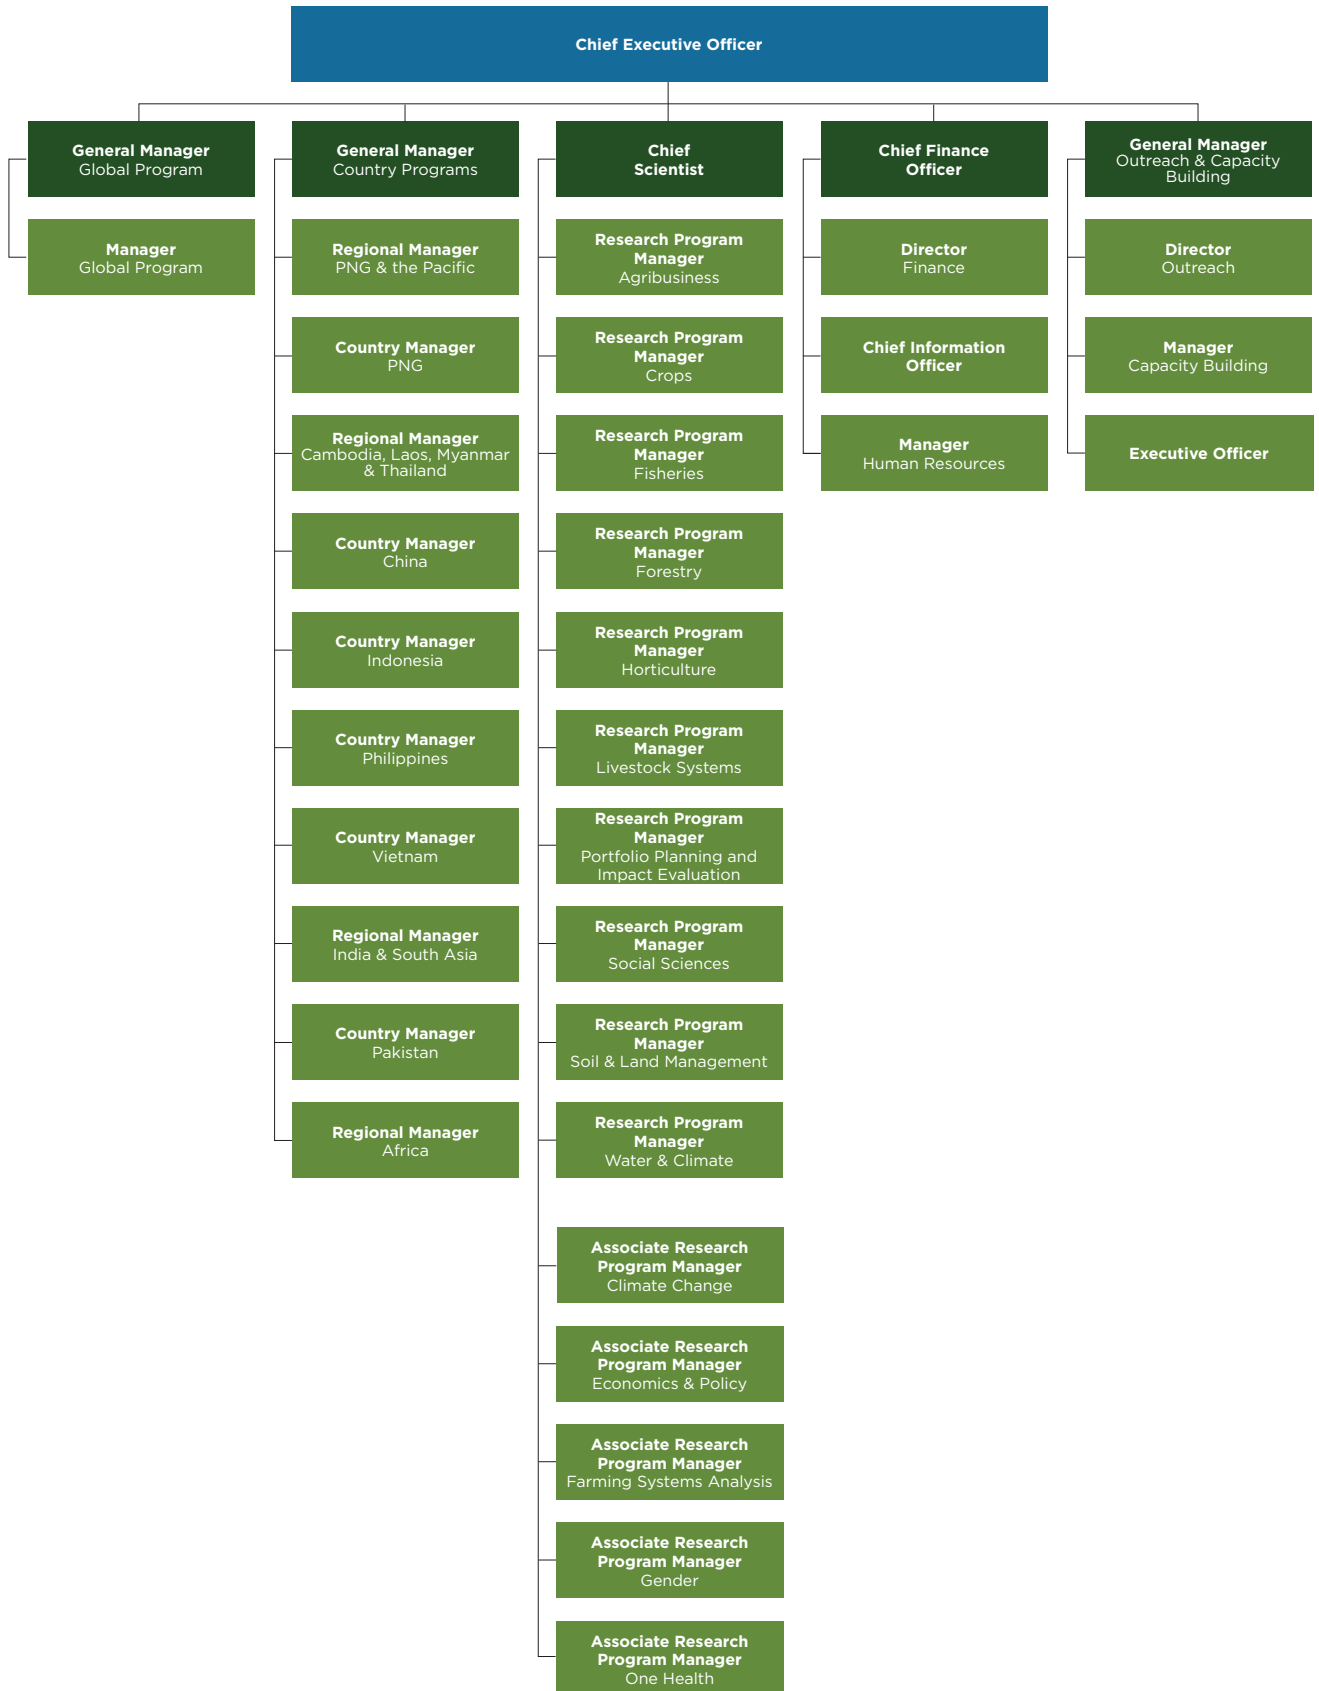 Chief Executive Officer
General Manager
Global Program
Manager
Global Program
General Manager
Country Programs
Regional Manager
PNG & the Pacific
Country Manager
PNG
Regional Manager
Cambodia, Laos, Myanmar
& Thailand
Country Manager
China
Country Manager
Indonesia
Country Manager
Philippines
Country Manager
Vietnam
Regional Manager
India & South Asia
Country Manager
Pakistan
Regional Manager
Africa
Chief
Scientist
Research Program
Manager
Agribusiness
Research Program
Manager
Crops
Research Program
Manager
Fisheries
Research Program
Manager
Forestry
Research Program
Manager
Horticulture
Research Program
Manager
Livestock Systems
Research Program
Manager
Portfolio Planning and
Impact Evaluation
Research Program
Manager
Social Sciences
Research Program
Manager
Soil & Land Management
Research Program
Manager
Water & Climate
Associate Research
Program Manager
Climate Change
Associate Research
Program Manager
Economics & Policy
Associate Research
Program Manager
Farming Systems Analysis
Associate Research
Program Manager
Gender
Associate Research
Program Manager
One Health
Chief Finance
Officer
Director
Finance
Chief Information
Officer
Manager
Human Resources
General Manager
Outreach & Capacity
Building
Director
Outreach
Manager
Capacity Building
Executive Officer